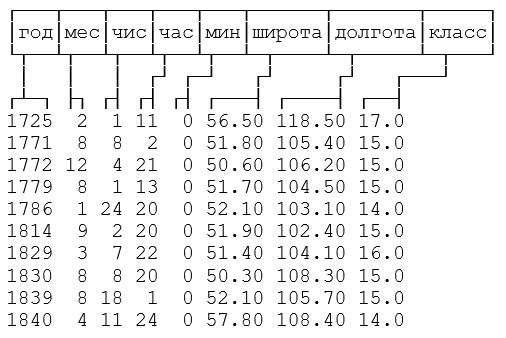 год мес чис час мин широта долгота класс
1725 2 1 11 0 56.50 118.50 17.0
1771 8 8 2 0 51.80 105.40 15.0
1772 12 4 21 0 50.60 106.20 15.0
1779 8 1 13 0 51.70 104.50 15.0
1786 1 24 20 0 52.10 103.10 14.0
1814 9 2 20 0 51.90 102.40 15.0
1829 3 7 22 0 51.40 104.10 16.0
1830 8 8 20 0 50.30 108.30 15.0
1839 8 18 1 0 52.10 105.70 15.0
1840 4 11 24 0 57.80 108.40 14.0